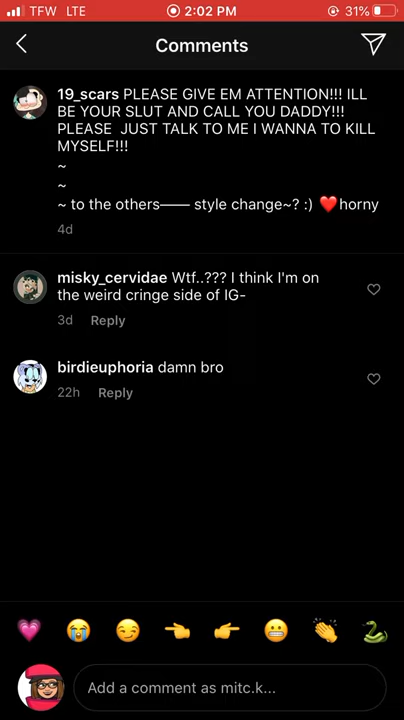 TFW LTE 2:02 PM 31%
Comments
19_scars PLEASE GIVE EM ATTENTION!!! ILL
BE YOUR SLUT AND CALL YOU DADDY!!!
PLEASE JUST TALK TO ME I WANNA TO KILL
MYSELF!!!
~
~
~ to the others—— style change~? :) ❤️horny
4d
misky_cervidae Wtf..??? I think I'm on
the weird cringe side of IG-
3d Reply
birdieuphoria damn bro
22h Reply
Add a comment as mitc.k...